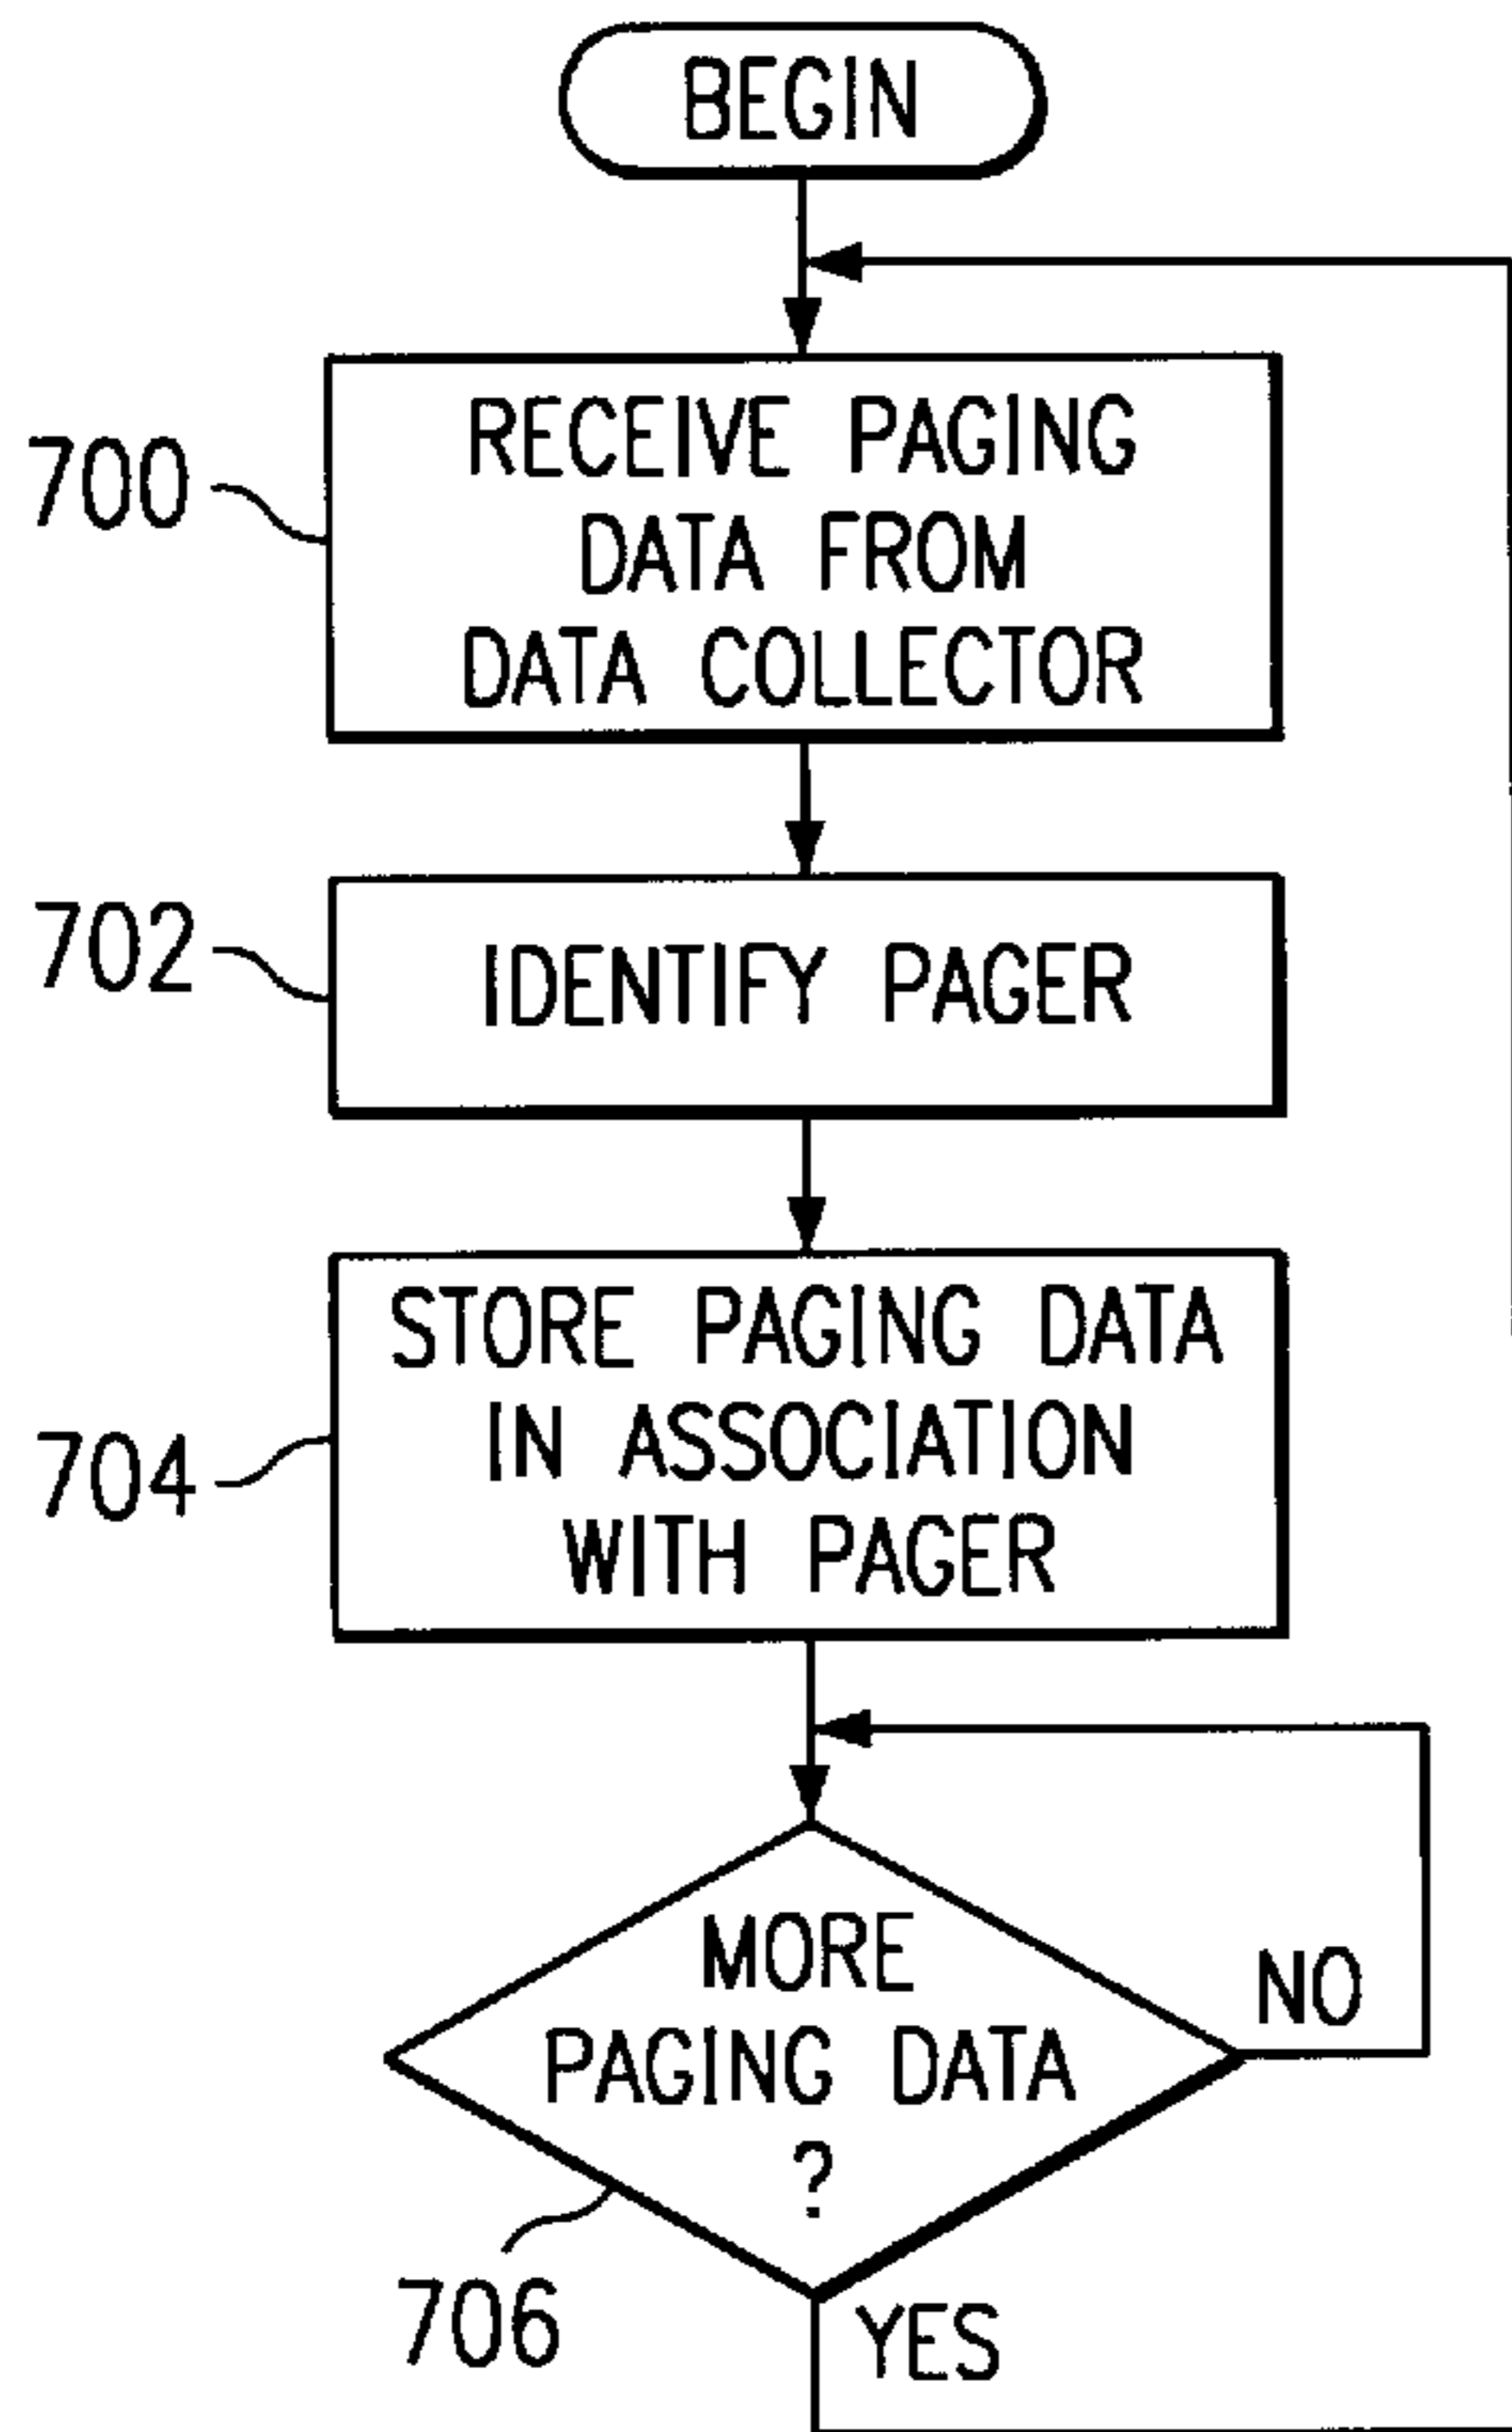 BEGIN
700
RECEIVE PAGING
DATA FROM
DATA COLLECTOR
702
IDENTIFY PAGER
704
STORE PAGING DATA
IN ASSOCIATION
WITH PAGER
MORE
PAGING DATA
?
NO
706
YES